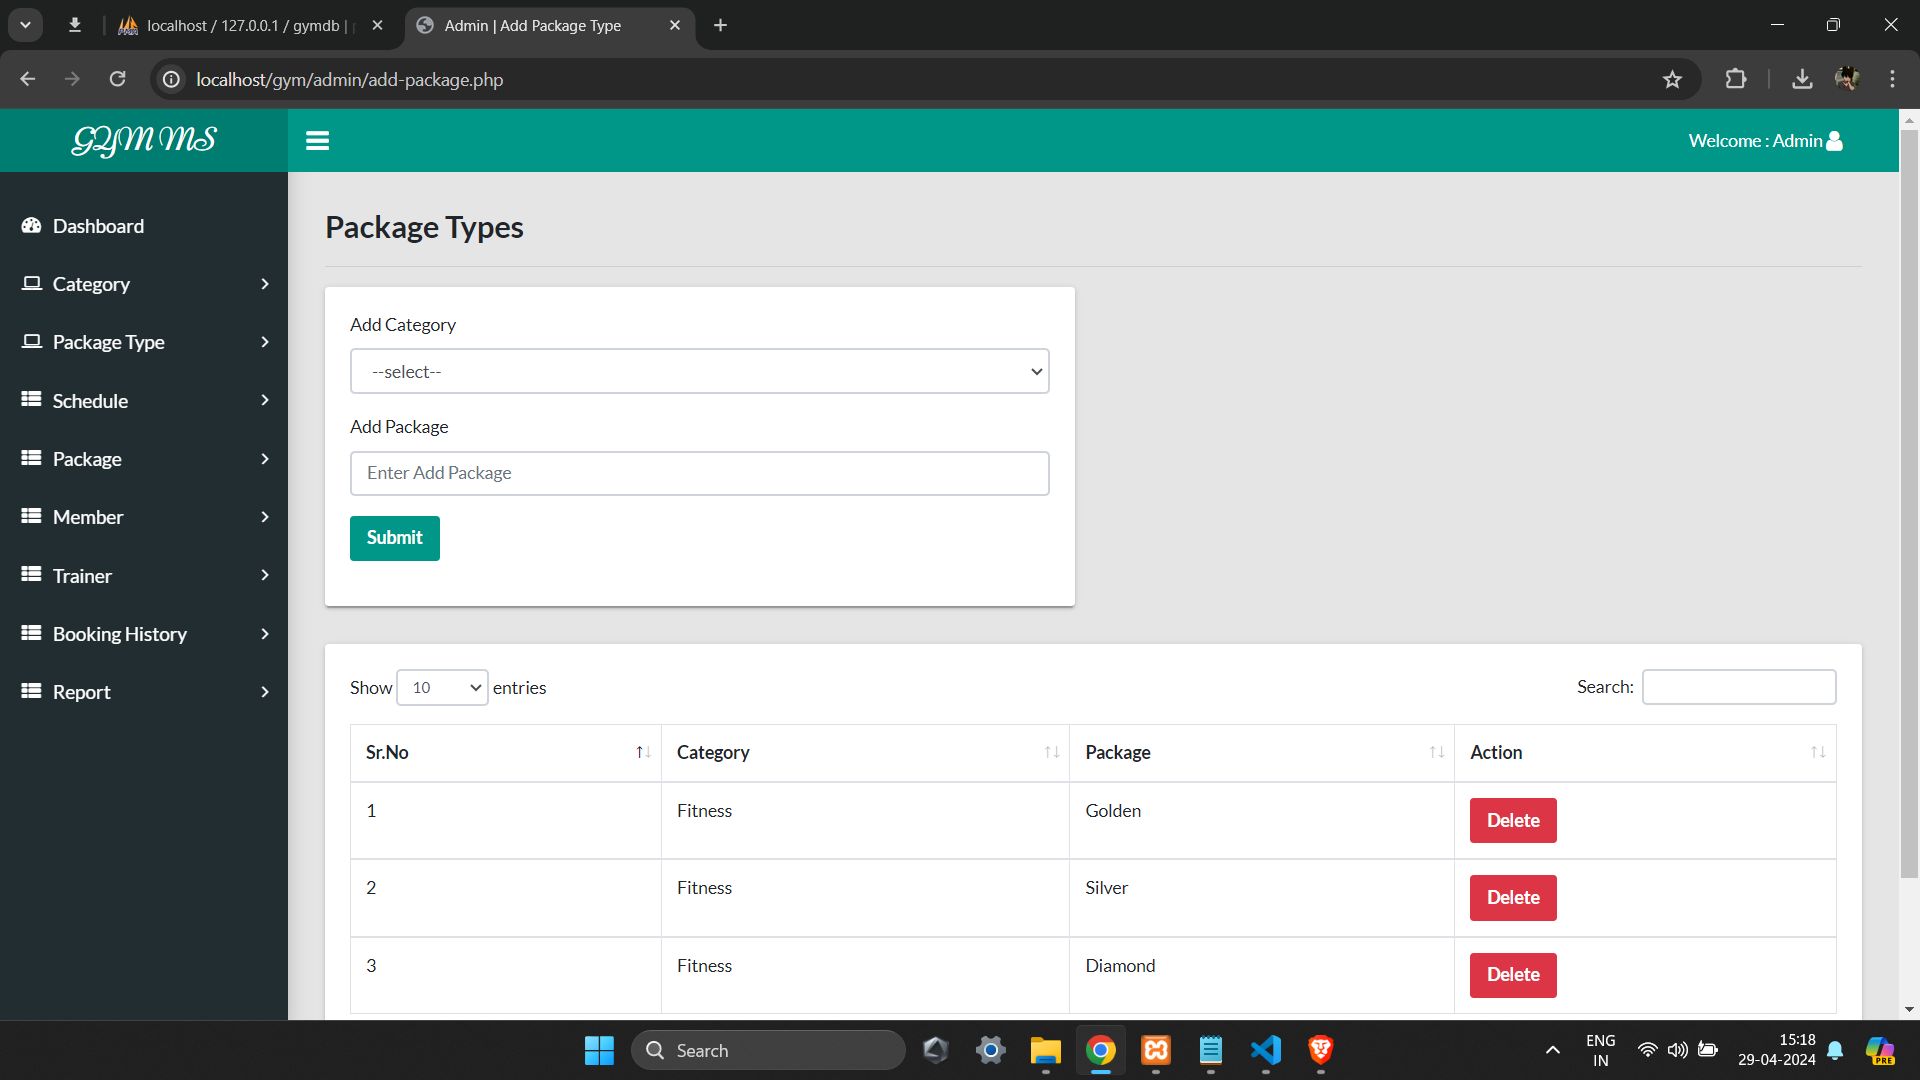 localhost / 127.0.0.1 / gymdb |
Admin | Add Package Type
localhost/gym/admin/add-package.php
GYM MS
Welcome : Admin
Dashboard
Category
Package Type
Schedule
Package
Member
Trainer
Booking History
Report
Package Types
Add Category
--select--
Add Package
Enter Add Package
Submit
Show 10 entries
Search:
Sr.No Category Package Action
1 Fitness Golden Delete
2 Fitness Silver Delete
3 Fitness Diamond Delete
Search
ENG
IN
15:18
29-04-2024
PRE